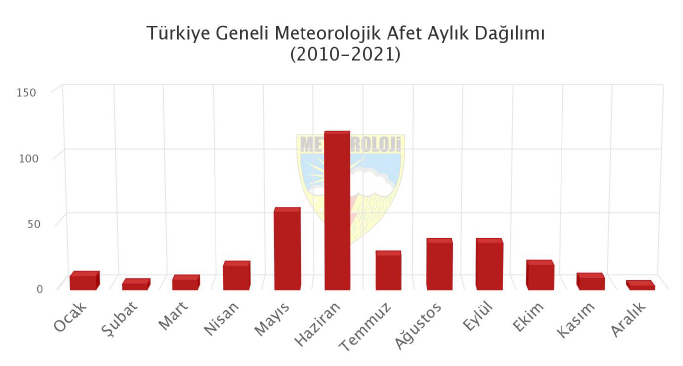 Türkiye Geneli Meteorolojik Afet Aylık Dağılımı
(2010-2021)
150
100
50
0
METEOROLOJİ
Ocak
Şubat
Mart
Nisan
Mayıs
Haziran
Temmuz
Ağustos
Eylül
Ekim
Kasım
Aralık